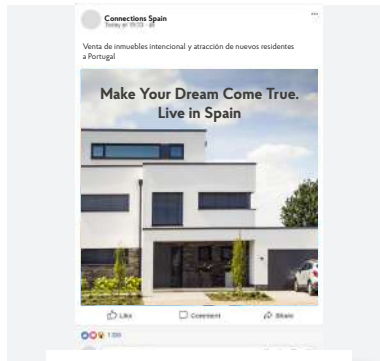 Connections Spain
Venta de inmuebles intencional y atracción de nuevos residentes
a Portugal
Make Your Dream Come True.
Live in Spain
Like
Comment
Share